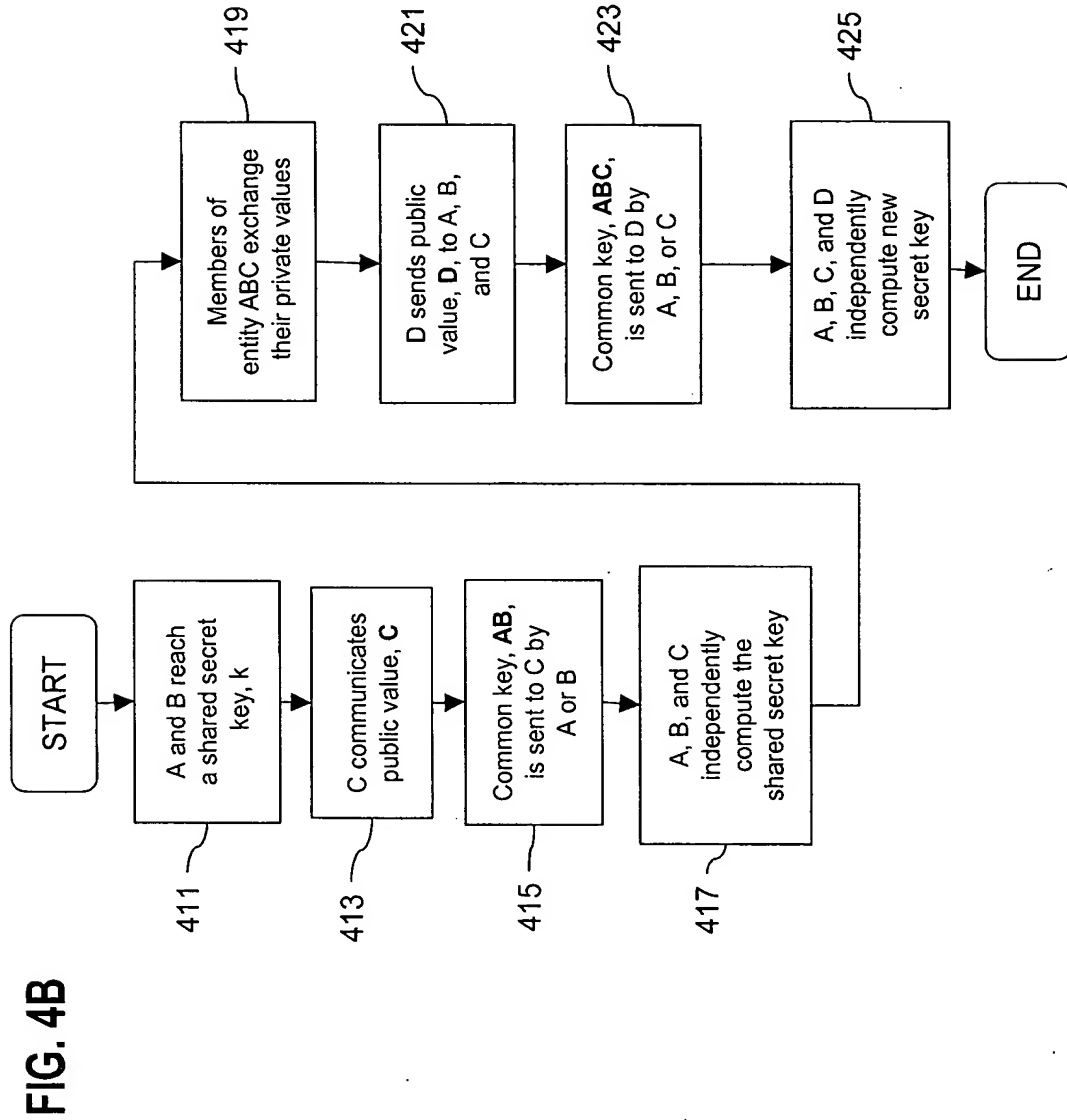 FIG. 4B
START
A and B reach
a shared secret
key, k
411
C communicates
public value, C
413
Common key, AB,
is sent to C by
A or B
415
A, B, and C
independently
compute the
shared secret key
417
Members of
entity ABC exchange
their private values
419
D sends public
value, D, to A, B,
and C
421
Common key, ABC,
is sent to D by
A, B, or C
423
A, B, C, and D
independently
compute new
secret key
425
END